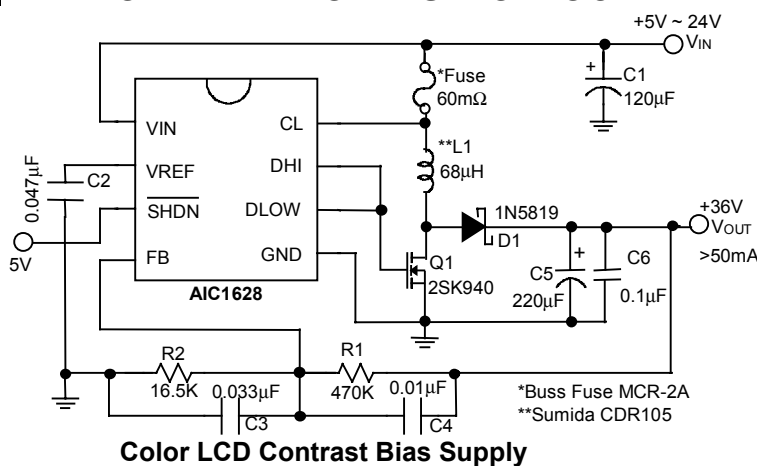 +5V ~ 24V
VIN
*Fuse
60mΩ
+
C1
120μF
VIN
CL
**L1
68μH
VREF
DHI
0.047μF
C2
SHDN
DLOW
1N5819
D1
+36V
VOUT
>50mA
5V
FB
GND
Q1
2SK940
+
C5
220μF
C6
0.1μF
AIC1628
R2
16.5K
R1
470K
0.033μF
C3
0.01μF
C4
*Buss Fuse MCR-2A
**Sumida CDR105
Color LCD Contrast Bias Supply